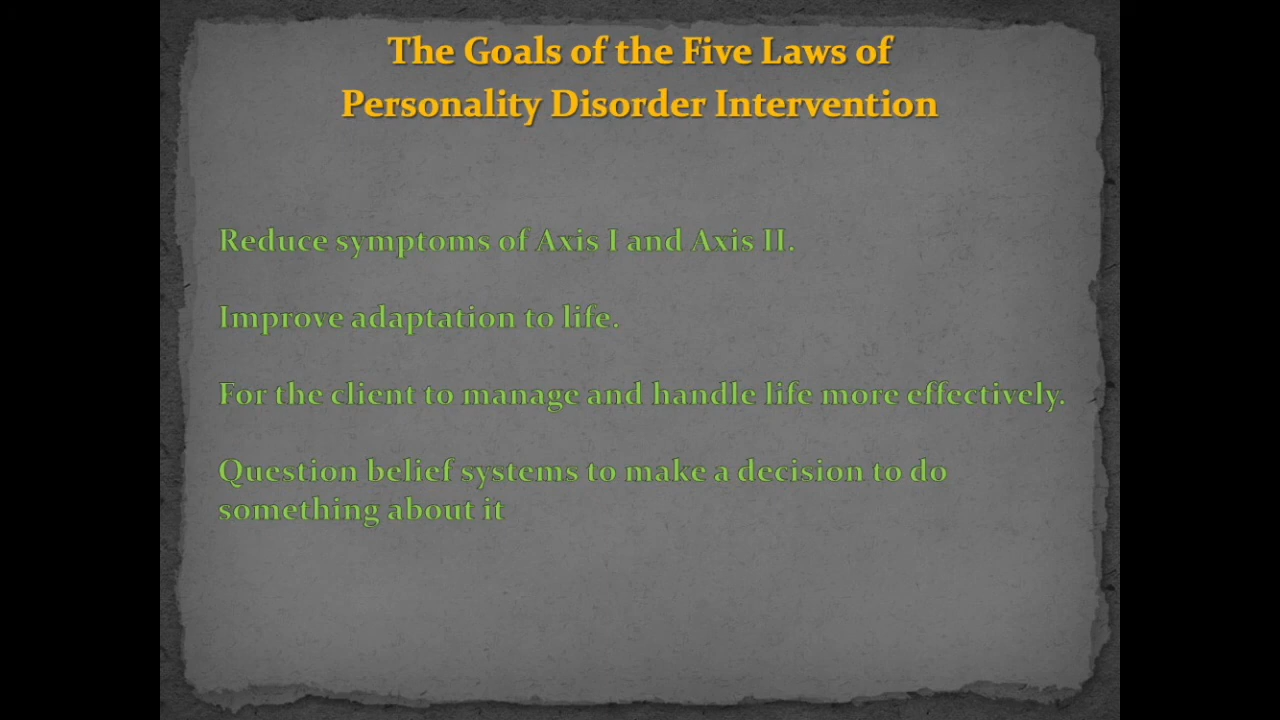 The Goals of the Five Laws of
Personality Disorder Intervention
Reduce symptoms of Axis I and Axis II.
Improve adaptation to life.
For the client to manage and handle life more effectively.
Question belief systems to make a decision to do
something about it